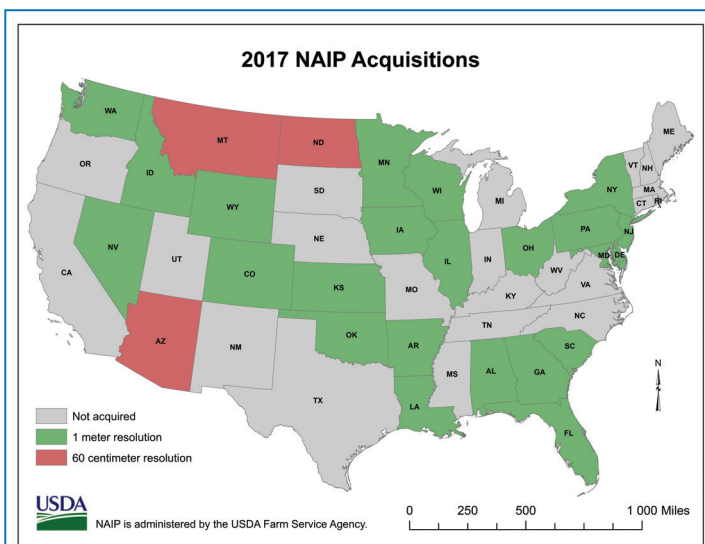 2017 NAIP Acquisitions
WA
MT
ND
MN
ME
VT
NH
OR
ID
SD
WI
MI
NY
MA
CT
RI
WY
IA
PA
NJ
NE
NV
UT
CO
IL
IN
OH
MD
DE
WV
CA
KS
MO
KY
VA
AZ
NM
OK
AR
TN
NC
SC
MS
AL
GA
TX
LA
FL
N
Not acquired
1 meter resolution
60 centimeter resolution
USDA
NAIP is administered by the USDA Farm Service Agency.
0 250 500 1 000 Miles